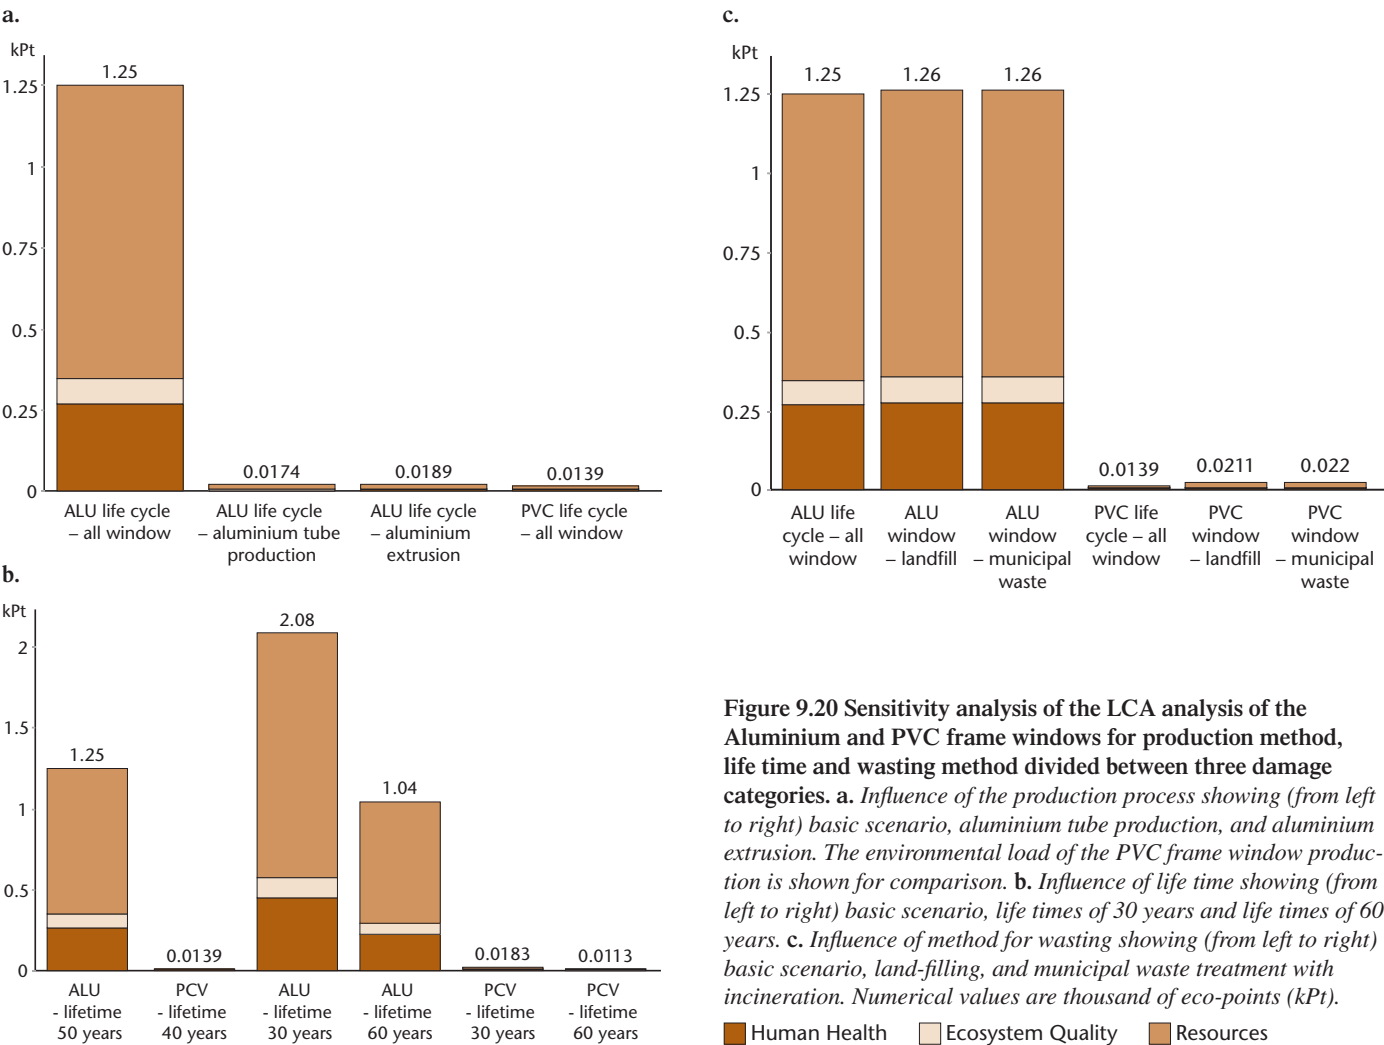 a.
kPt
1.25
1.25
1
0.75
0.5
0.25
0
0.0174
0.0189
0.0139
ALU life cycle
– all window
ALU life cycle
– aluminium tube
production
ALU life cycle
– aluminium
extrusion
PVC life cycle
– all window
b.
kPt
2
1.5
1
0.5
0
1.25
0.0139
2.08
1.04
0.0183
0.0113
ALU
- lifetime
50 years
PCV
- lifetime
40 years
ALU
- lifetime
30 years
ALU
- lifetime
60 years
PCV
- lifetime
30 years
PCV
- lifetime
60 years
c.
kPt
1.25
1
0.75
0.5
0.25
0
1.25
1.26
1.26
0.0139
0.0211
0.022
ALU life
cycle – all
window
ALU
window
– landfill
ALU
window
– municipal
waste
PVC life
cycle – all
window
PVC
window
– landfill
PVC
window
– municipal
waste
Figure 9.20 Sensitivity analysis of the LCA analysis of the
Aluminium and PVC frame windows for production method,
life time and wasting method divided between three damage
categories. a. Influence of the production process showing (from left
to right) basic scenario, aluminium tube production, and aluminium
extrusion. The environmental load of the PVC frame window produc-
tion is shown for comparison. b. Influence of life time showing (from
left to right) basic scenario, life times of 30 years and life times of 60
years. c. Influence of method for wasting showing (from left to right)
basic scenario, land-filling, and municipal waste treatment with
incineration. Numerical values are thousand of eco-points (kPt).
Human Health
Ecosystem Quality
Resources